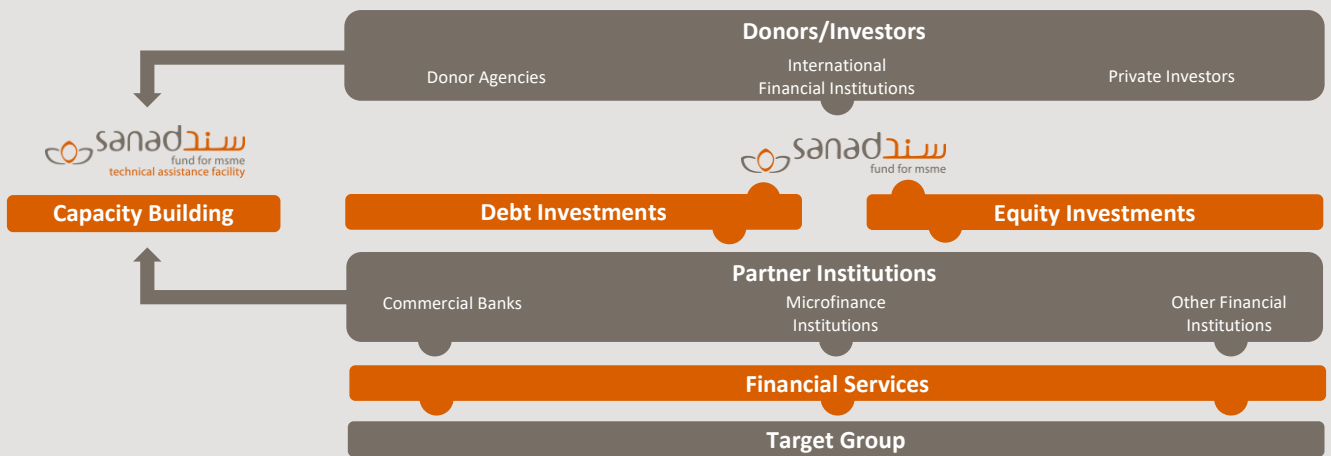 Donors/Investors
Donor Agencies
International
Financial Institutions
Private Investors
sanad سند
fund for msme
technical assistance facility
sanad سند
fund for msme
Capacity Building
Debt Investments
Equity Investments
Partner Institutions
Commercial Banks
Microfinance
Institutions
Other Financial
Institutions
Financial Services
Target Group